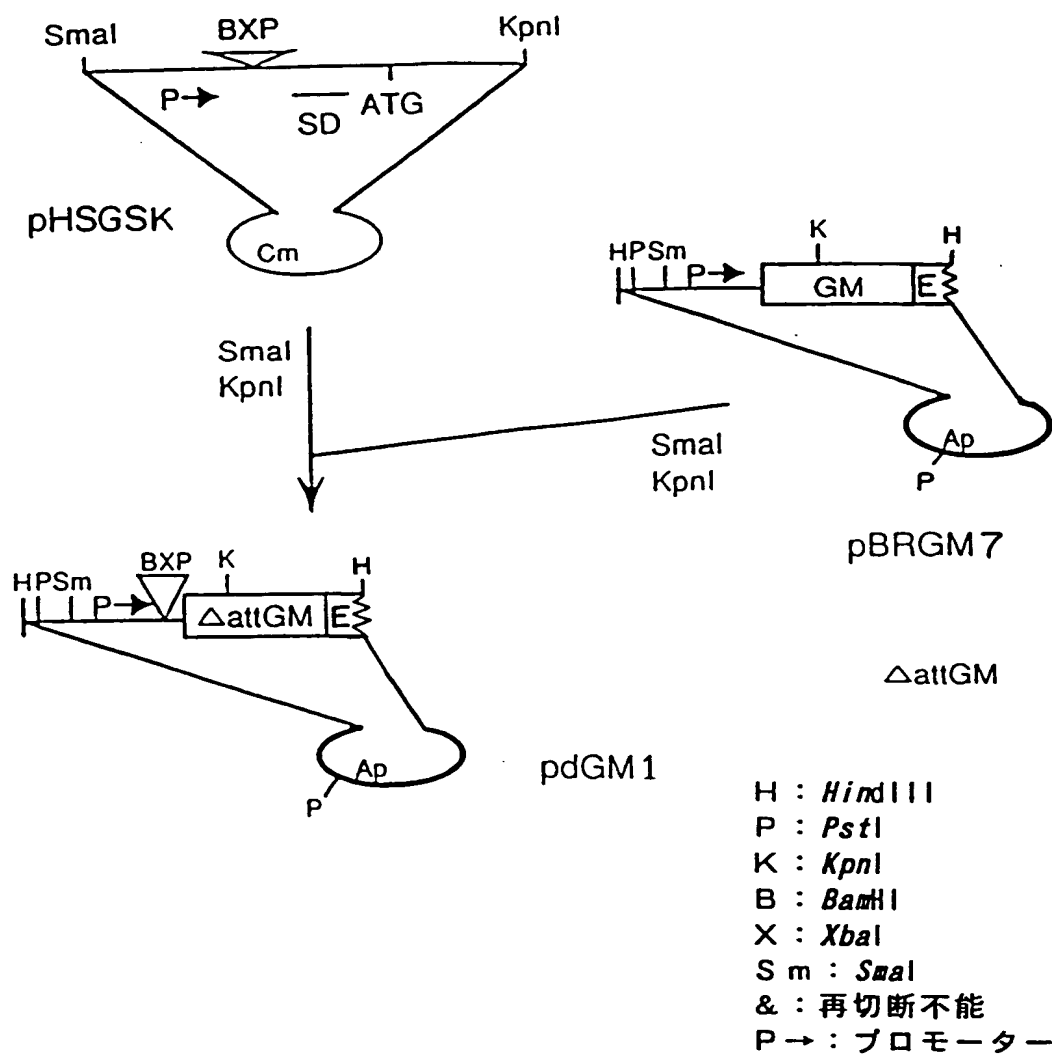 SmaI BXP KpnI
P→ SD ATG
pHSGSK
Cm
SmaI
KpnI
K H
HPSm P→ GM E
Ap
P
SmaI
KpnI
pBRGM7
BXP K H
HPSm P→ △attGM E
Ap
P
pdGM1
△attGM
H : HindIII
P : PstI
K : KpnI
B : BamHI
X : XbaI
Sm : SmaI
& : 再切断不能
P→ : プロモーター